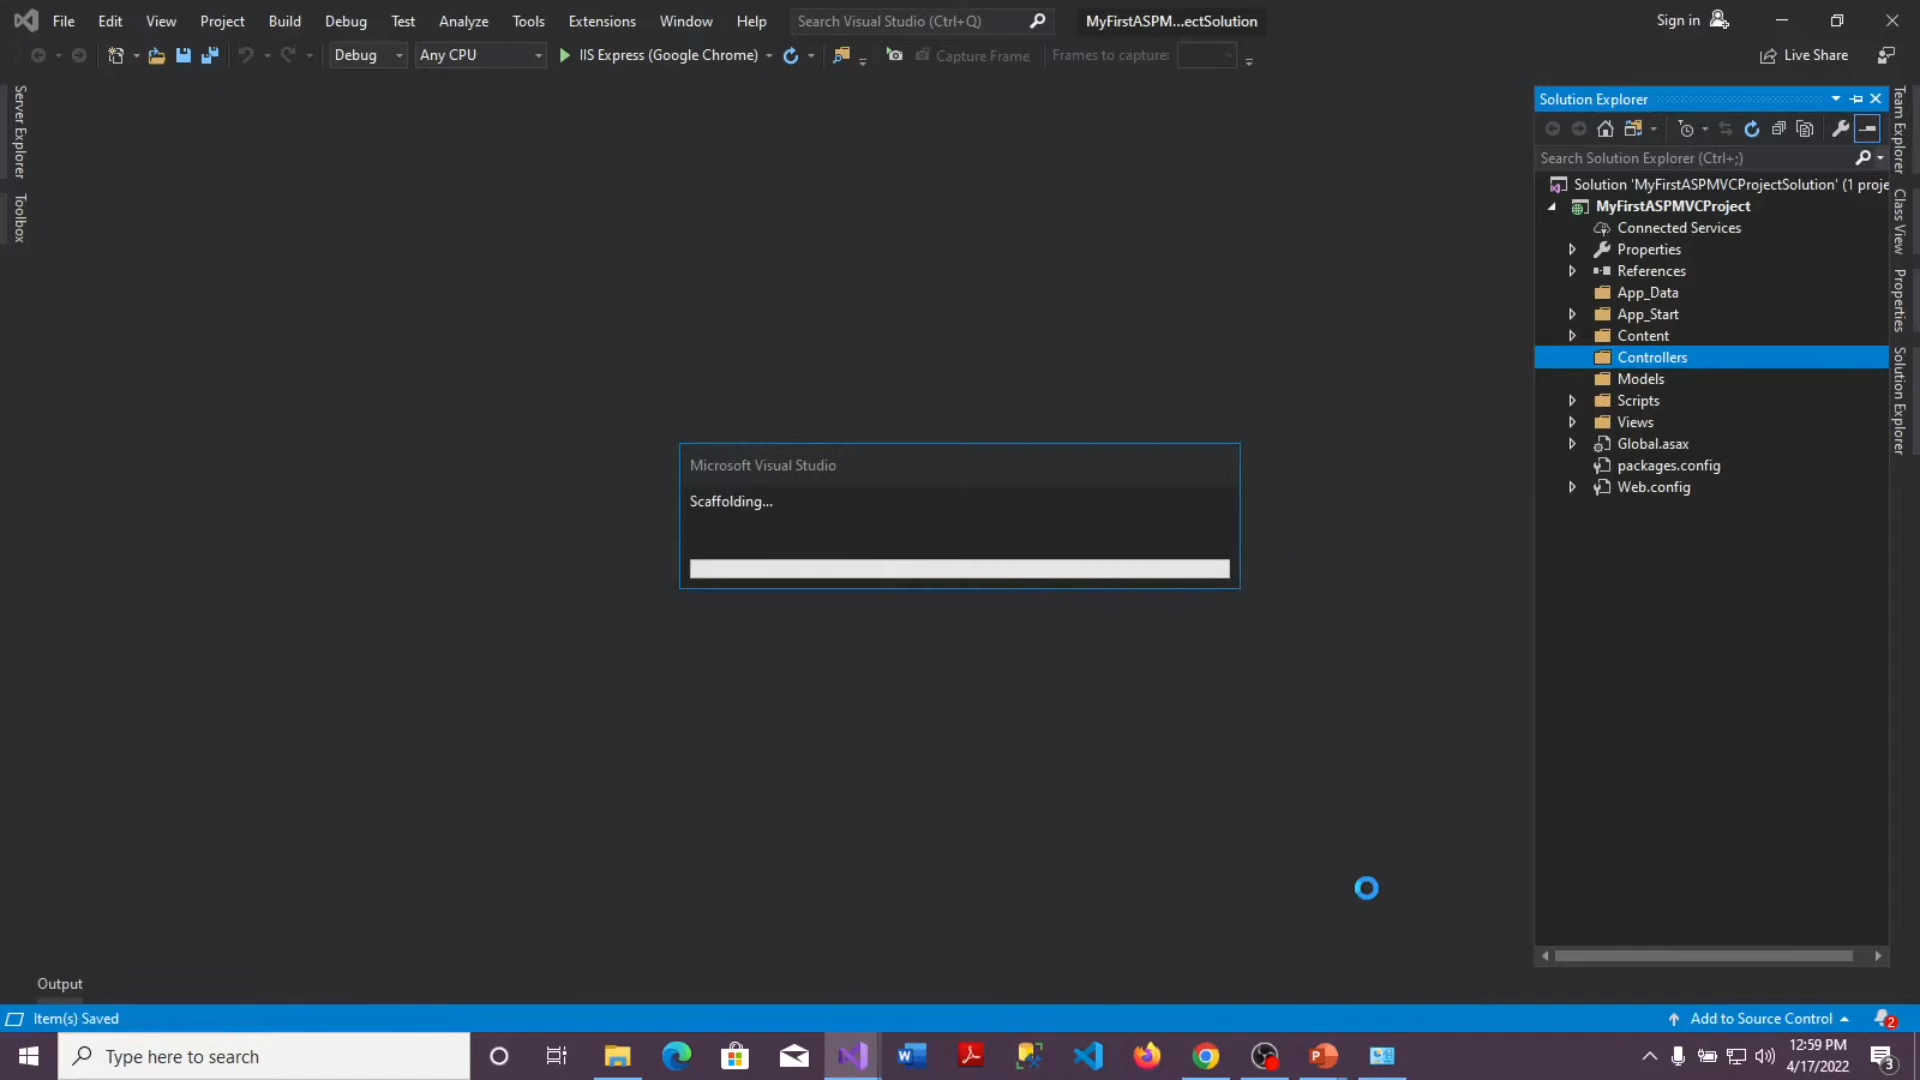 File Edit View Project Build Debug Test Analyze Tools Extensions Window Help Search Visual Studio (Ctrl+Q) MyFirstASPM...ectSolution Sign in
Debug Any CPU IIS Express (Google Chrome) Capture Frame Frames to capture: Live Share
Server Explorer
Toolbox
Solution Explorer
Search Solution Explorer (Ctrl+;)
Solution 'MyFirstASPMVCProjectSolution' (1 proje
MyFirstASPMVCProject
Connected Services
Properties
References
App_Data
App_Start
Content
Controllers
Models
Scripts
Views
Global.asax
packages.config
Web.config
Team Explorer
Class View
Properties
Solution Explorer
Microsoft Visual Studio
Scaffolding...
Output
Item(s) Saved Add to Source Control 2
Type here to search 12:59 PM
4/17/2022 3